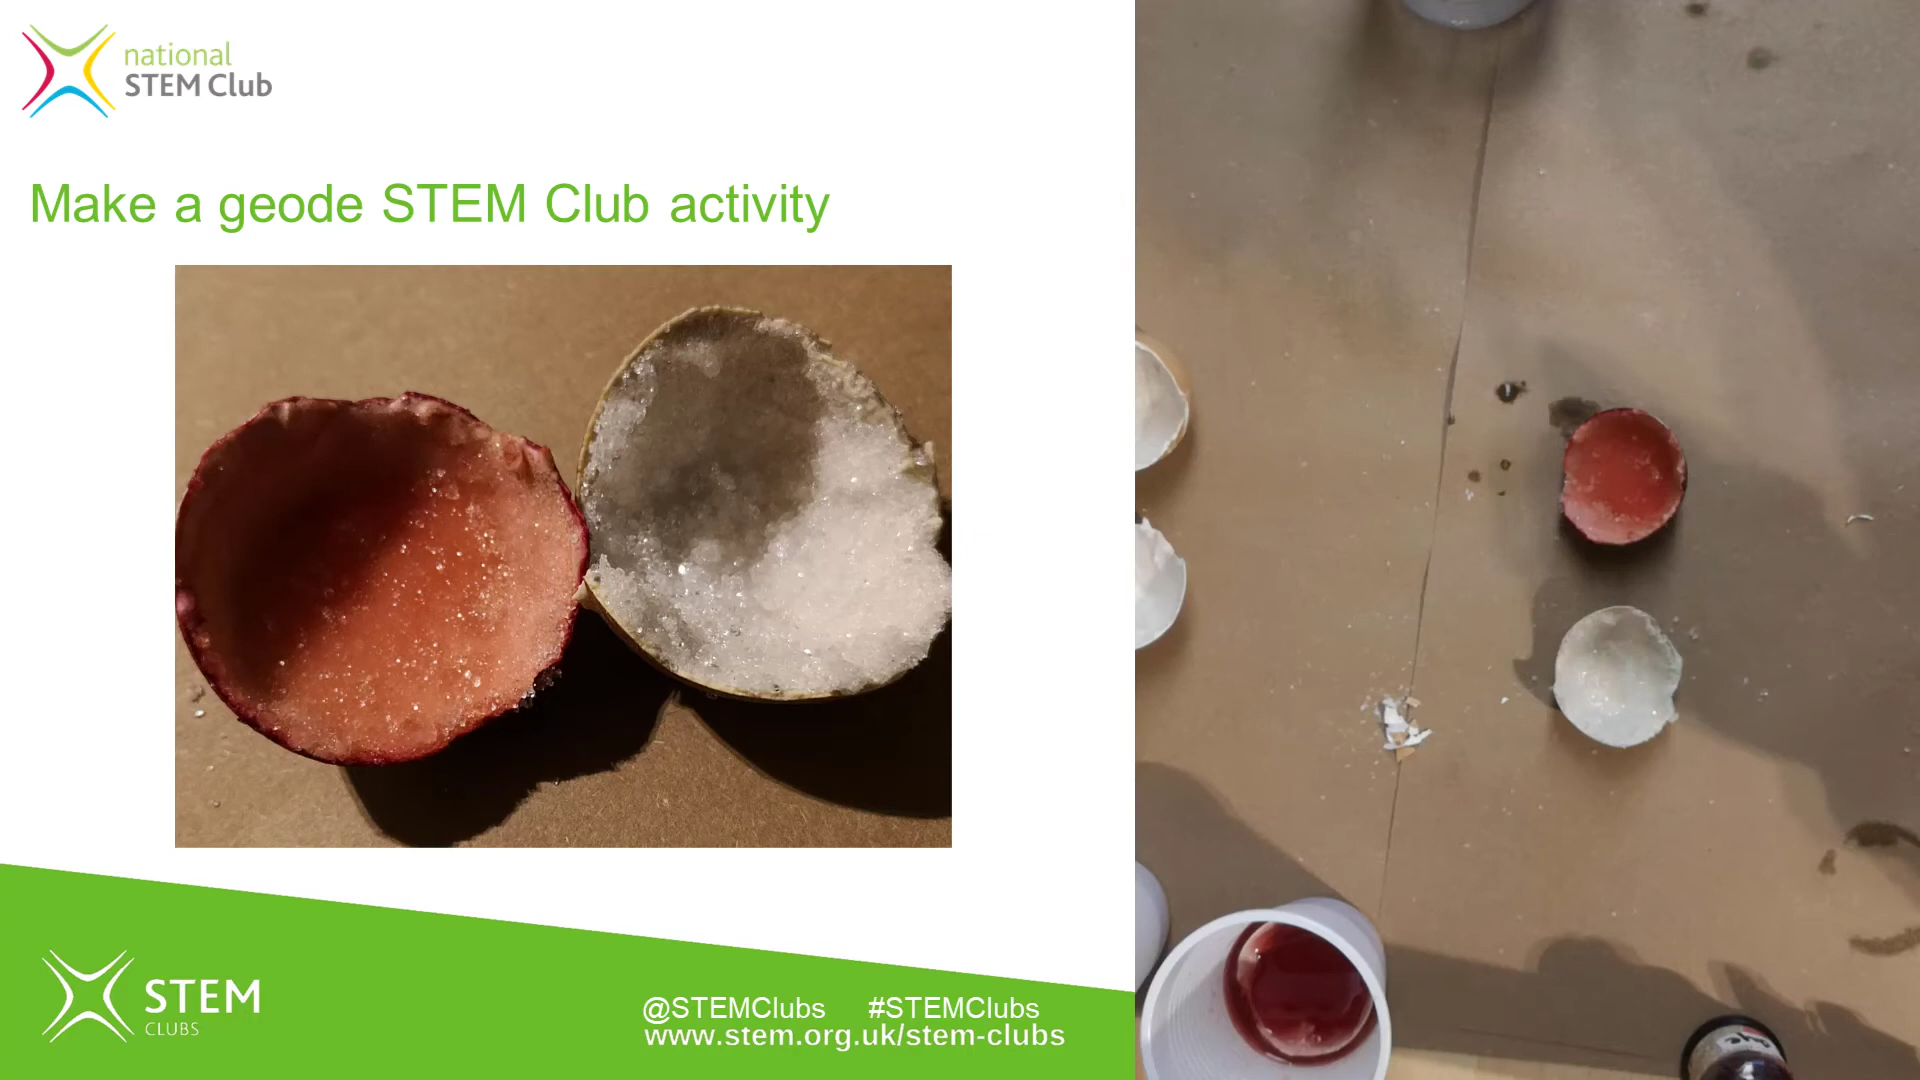 national
STEM Club
Make a geode STEM Club activity
STEM
CLUBS
@STEMClubs #STEMClubs
www.stem.org.uk/stem-clubs